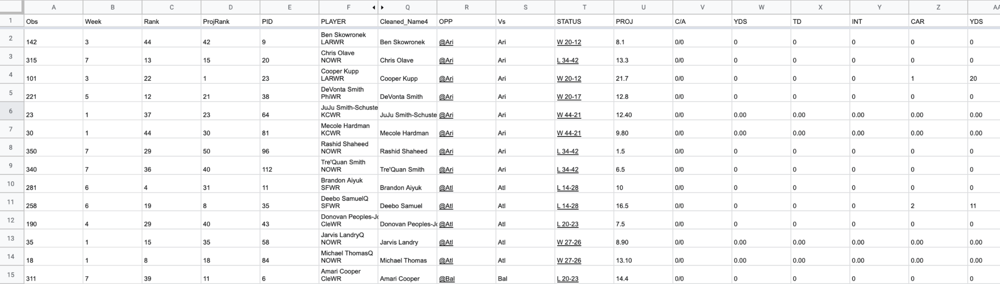 A B C D E F Q R S T U V W X Y Z AA
1 Obs Week Rank ProjRank PID PLAYER Cleaned_Name4 OPP Vs STATUS PROJ C/A YDS TD INT CAR YDS
Ben Skowronek
2 142 3 44 42 9 LARWR Ben Skowronek @Ari Ari W 20-12 8.1 0/0 0 0 0 0 0
Chris Olave
3 315 7 13 15 20 NOWR Chris Olave @Ari Ari L 34-42 13.3 0/0 0 0 0 0 0
Cooper Kupp
4 101 3 22 1 23 LARWR Cooper Kupp @Ari Ari W 20-12 21.7 0/0 0 0 0 1 20
DeVonta Smith
5 221 5 12 21 38 PhiWR DeVonta Smith @Ari Ari W 20-17 12.8 0/0 0 0 0 0 0
JuJu Smith-Schuste
6 23 1 37 23 64 KCWR JuJu Smith-Schuste @Ari Ari W 44-21 12.40 0/0 0.00 0.00 0.00 0.00 0.00
Mecole Hardman
7 30 1 44 30 81 KCWR Mecole Hardman @Ari Ari W 44-21 9.80 0/0 0.00 0.00 0.00 0.00 0.00
Rashid Shaheed
8 350 7 29 50 96 NOWR Rashid Shaheed @Ari Ari L 34-42 1.5 0/0 0 0 0 0 0
Tre'Quan Smith
9 340 7 36 40 112 NOWR Tre'Quan Smith @Ari Ari L 34-42 6.5 0/0 0 0 0 0 0
Brandon Aiyuk
10 281 6 4 31 11 SFWR Brandon Aiyuk @Atl Atl L 14-28 10 0/0 0 0 0 0 0
Deebo SamuelQ
11 258 6 19 8 35 SFWR Deebo Samuel @Atl Atl L 14-28 16.5 0/0 0 0 0 2 11
Donovan Peoples-Jo
12 190 4 29 40 43 CleWR Donovan Peoples-Jo @Atl Atl L 20-23 7.5 0/0 0 0 0 0 0
Jarvis LandryQ
13 35 1 15 35 58 NOWR Jarvis Landry @Atl Atl W 27-26 8.90 0/0 0.00 0.00 0.00 0.00 0.00
Michael ThomasQ
14 18 1 8 18 84 NOWR Michael Thomas @Atl Atl W 27-26 13.10 0/0 0.00 0.00 0.00 0.00 0.00
Amari Cooper
15 311 7 39 11 6 CleWR Amari Cooper @Bal Bal L 20-23 14.4 0/0 0 0 0 0 0